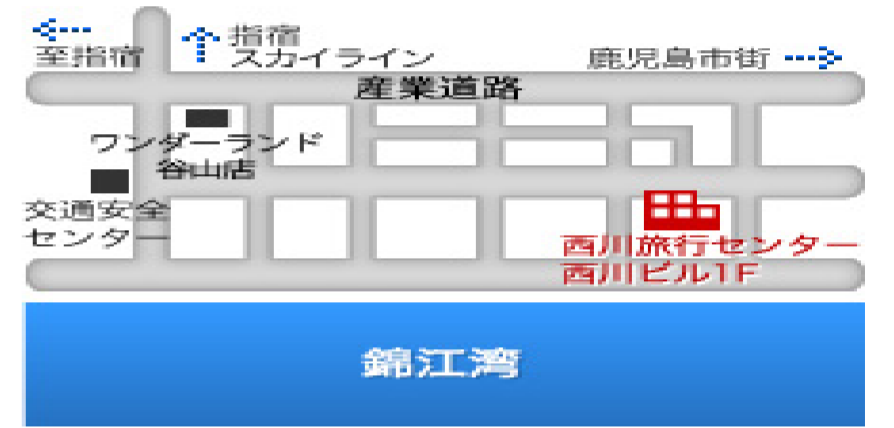 至指宿
指宿
スカイライン
鹿児島市街
産業道路
ワンダーランド
谷山店
交通安全
センター
西川旅行センター
西川ビル1F
錦江湾